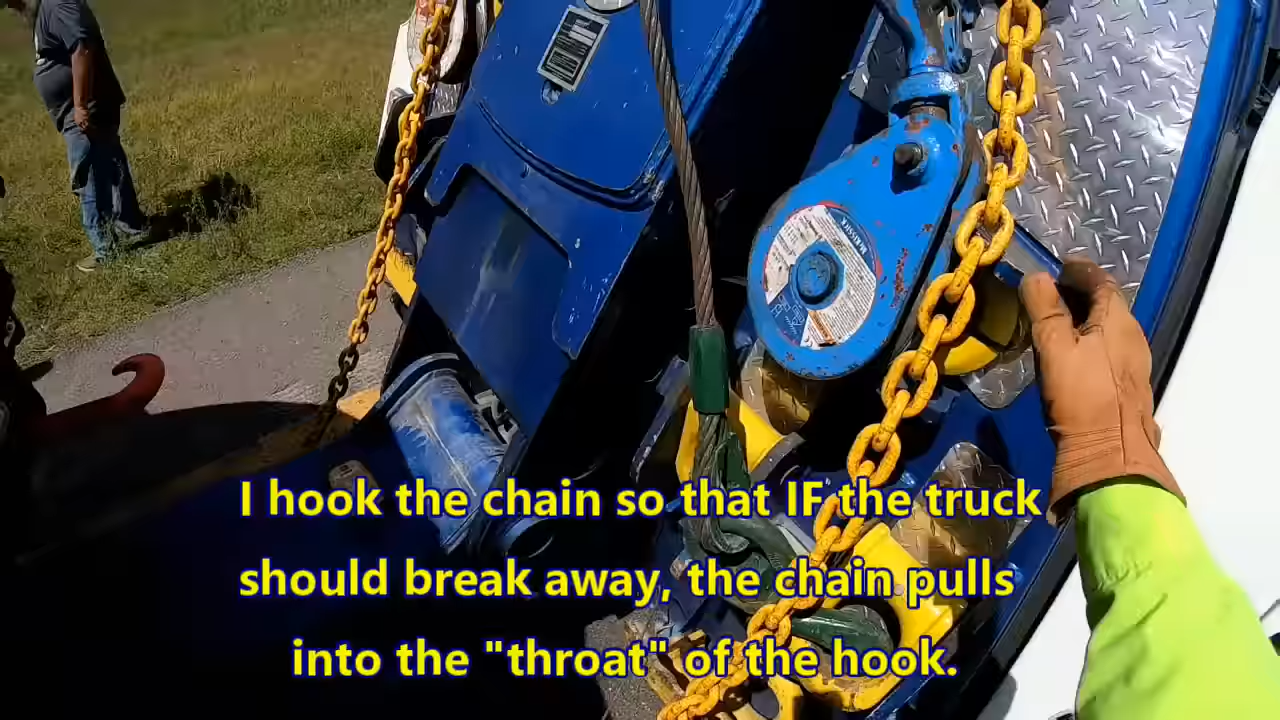 McKISSICK
I hook the chain so that IF the truck
should break away, the chain pulls
into the "throat" of the hook.